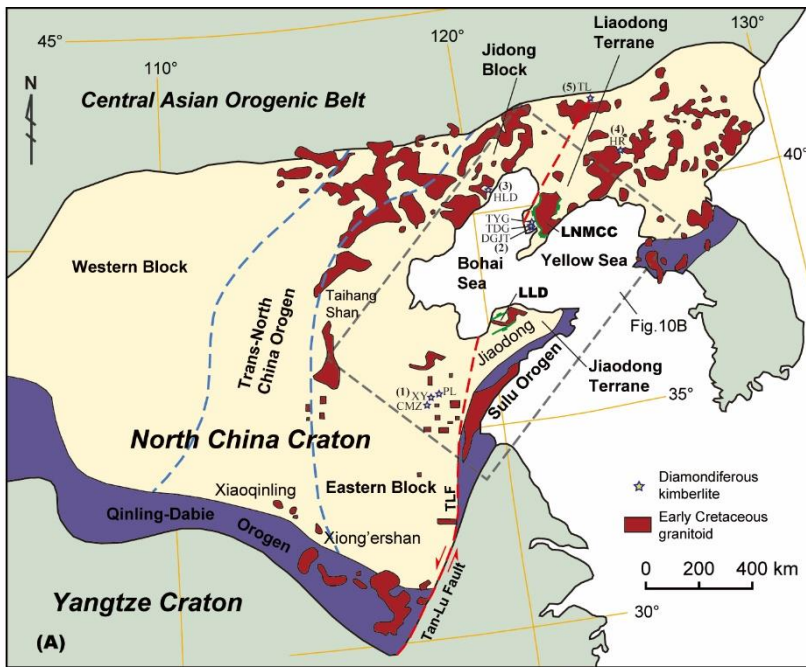 130°
120°
45°
110°
N
Liaodong
Terrane
Jidong
Block
(5) TL
Central Asian Orogenic Belt
(4)
HR
40°
(3)
HLD
TYG
TDG
DGJT
(2)
LNMCC
Bohai
Sea
Yellow Sea
Western Block
Trans-North
China Orogen
Taihang
Shan
LLD
Fig.10B
Jiaodong
Jiaodong
Terrane
Sulu Orogen
(1) XY PL
CMZ
35°
North China Craton
Eastern Block
Diamondiferous
kimberlite
Early Cretaceous
granitoid
Xiaoqinling
Qinling-Dabie
Orogen
Xiong'ershan
TLF
Tan-Lu Fault
0 200 400 km
30°
Yangtze Craton
(A)